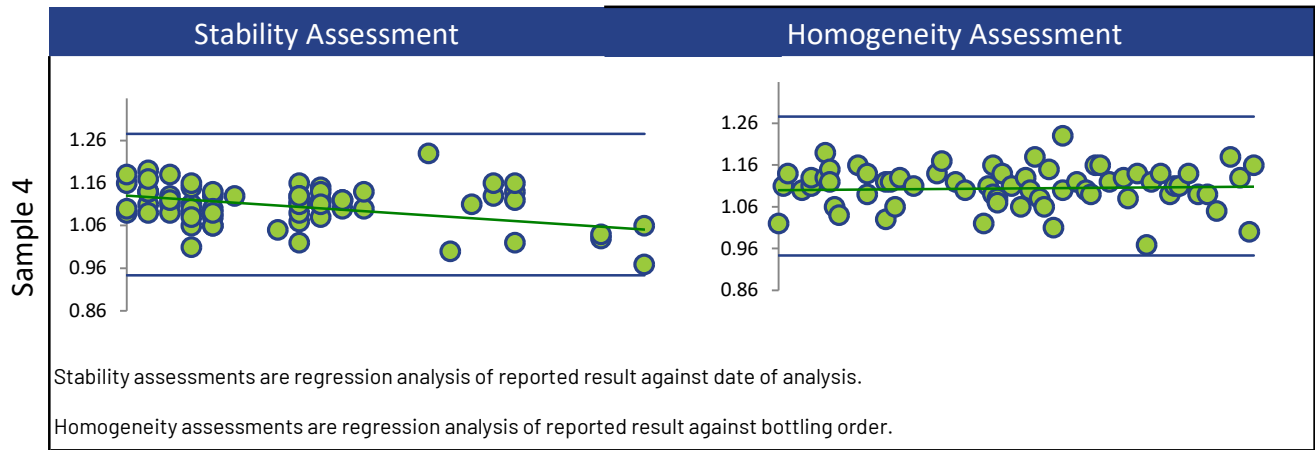 Stability Assessment
Homogeneity Assessment
Sample 4
1.26
1.16
1.06
0.96
0.86
1.26
1.16
1.06
0.96
0.86
Stability assessments are regression analysis of reported result against date of analysis.
Homogeneity assessments are regression analysis of reported result against bottling order.